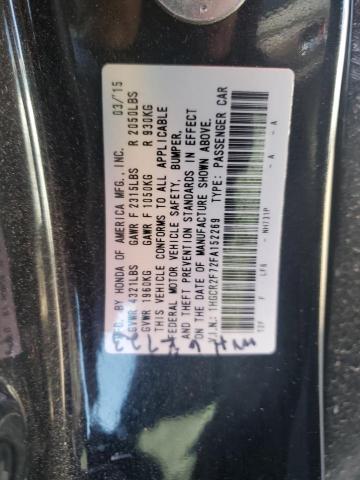 MFD. BY HONDA OF AMERICA MFG., INC. 03/'15
GVWR 4321LBS GAWR F 2315LBS R 2050LBS
GVWR 1960KG GAWR F 1050KG R 930KG
THIS VEHICLE CONFORMS TO ALL APPLICABLE
FEDERAL MOTOR VEHICLE SAFETY, BUMPER,
AND THEFT PREVENTION STANDARDS IN EFFECT
ON THE DATE OF MANUFACTURE SHOWN ABOVE.
V.I.N.: 1HGCR2F72FA152269 TYPE: PASSENGER CAR
F LFR - NH731P - A - A